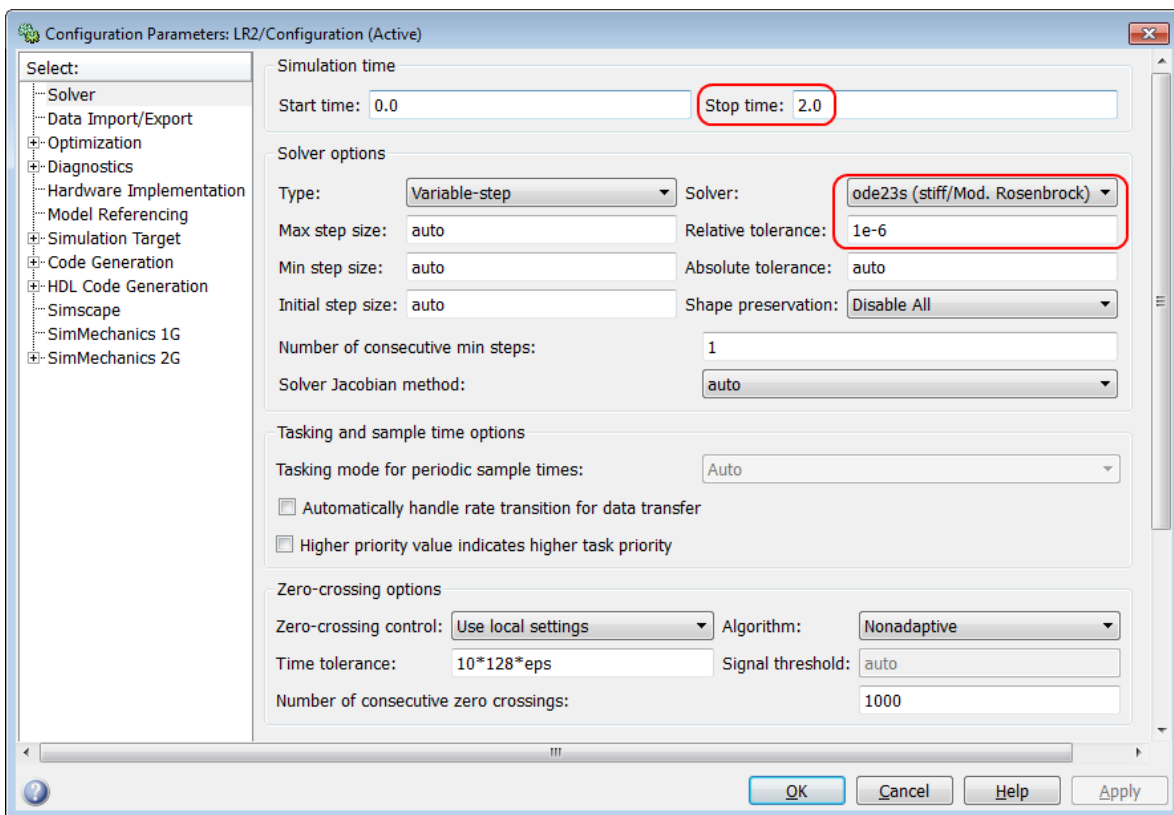 Configuration Parameters: LR2/Configuration (Active)
Select:
Solver
Data Import/Export
Optimization
Diagnostics
Hardware Implementation
Model Referencing
Simulation Target
Code Generation
HDL Code Generation
Simscape
SimMechanics 1G
SimMechanics 2G
Simulation time
Start time: 0.0 Stop time: 2.0
Solver options
Type: Variable-step Solver: ode23s (stiff/Mod. Rosenbrock)
Max step size: auto Relative tolerance: 1e-6
Min step size: auto Absolute tolerance: auto
Initial step size: auto Shape preservation: Disable All
Number of consecutive min steps: 1
Solver Jacobian method: auto
Tasking and sample time options
Tasking mode for periodic sample times: Auto
Automatically handle rate transition for data transfer
Higher priority value indicates higher task priority
Zero-crossing options
Zero-crossing control: Use local settings Algorithm: Nonadaptive
Time tolerance: 10*128*eps Signal threshold: auto
Number of consecutive zero crossings: 1000
OK Cancel Help Apply